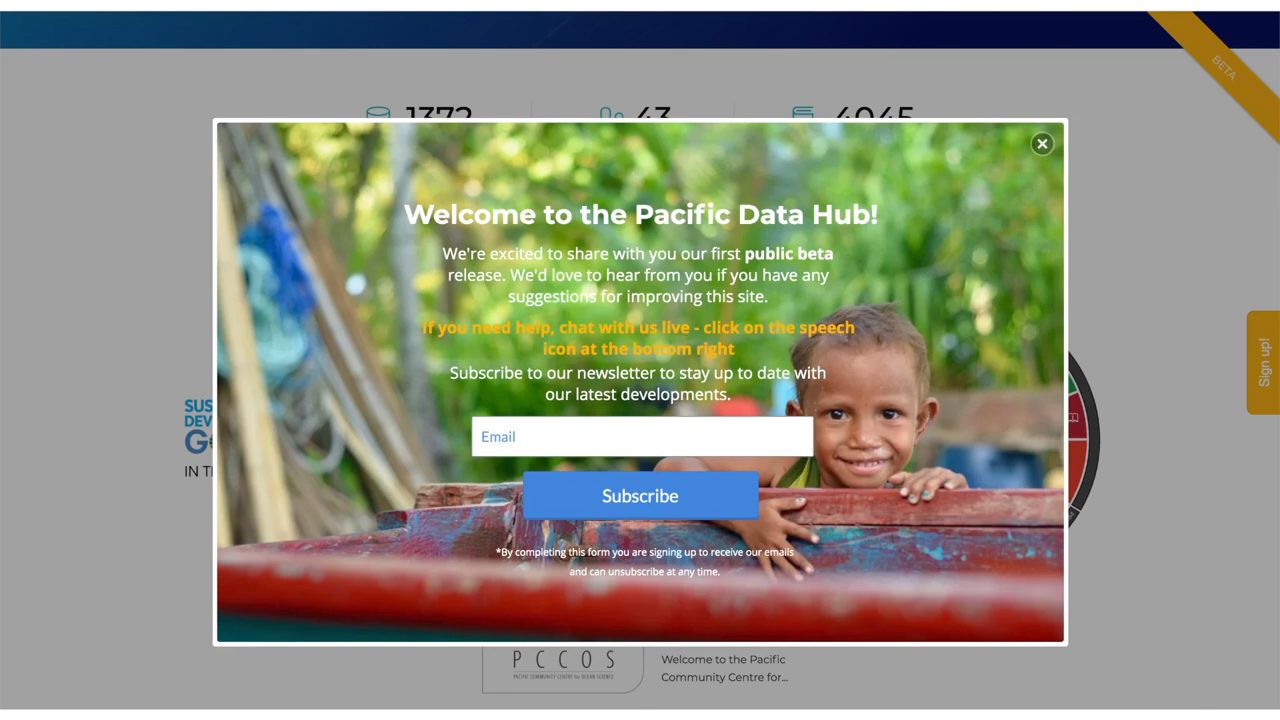 BETA
1372
43
4045
Welcome to the Pacific Data Hub!
We're excited to share with you our first public beta
release. We'd love to hear from you if you have any
suggestions for improving this site.
If you need help, chat with us live - click on the speech
icon at the bottom right
Subscribe to our newsletter to stay up to date with
our latest developments.
Sign up!
SUS
DEV
G
IN T
Email
Subscribe
*By completing this form you are signing up to receive our emails
and can unsubscribe at any time.
PCCOS
PACIFIC COMMUNITY CENTRE for OCEAN SCIENCE
Welcome to the Pacific
Community Centre for...